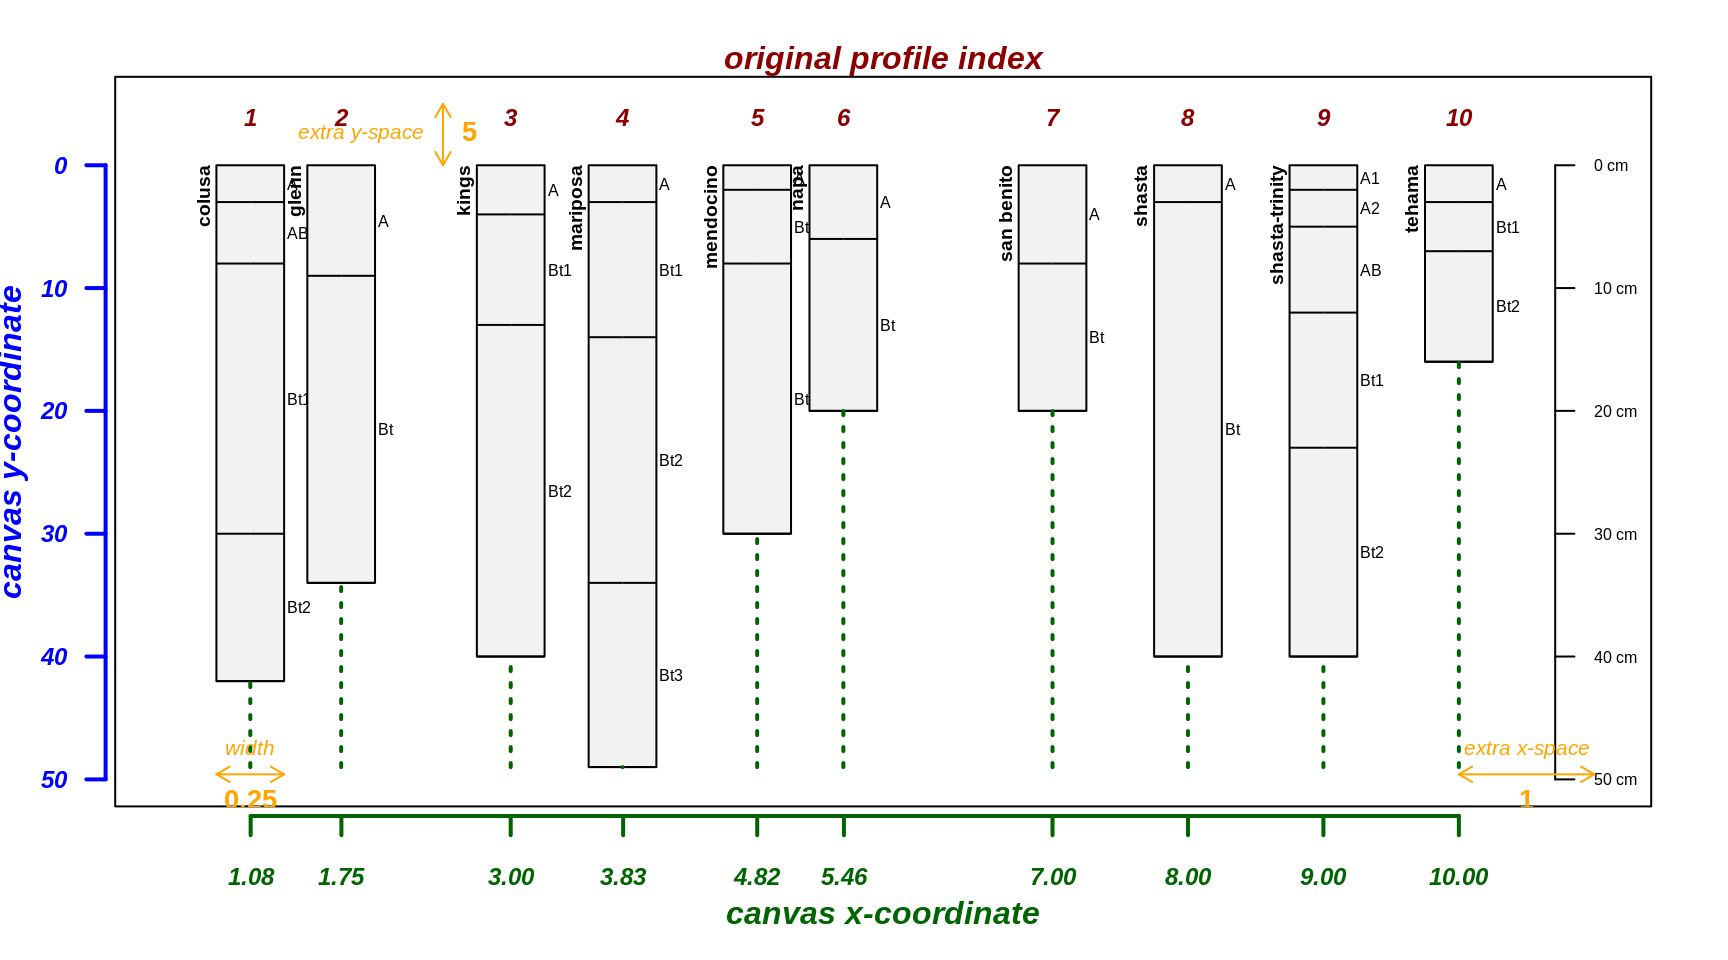 original profile index
1 2 3 4 5 6 7 8 9 10
extra y-space 5
canvas y-coordinate
0
10
20
30
40
50
colusa
AB
Bt1
Bt2
glenn
A
Bt
kings
A
Bt1
Bt2
mariposa
A
Bt1
Bt2
Bt3
mendocino
Bt
Bt
napa
A
Bt
san benito
A
Bt
shasta
A
Bt
shasta-trinity
A1
A2
AB
Bt1
Bt2
tehama
A
Bt1
Bt2
0 cm
10 cm
20 cm
30 cm
40 cm
50 cm
width
0.25
extra x-space
1
1.08 1.75 3.00 3.83 4.82 5.46 7.00 8.00 9.00 10.00
canvas x-coordinate